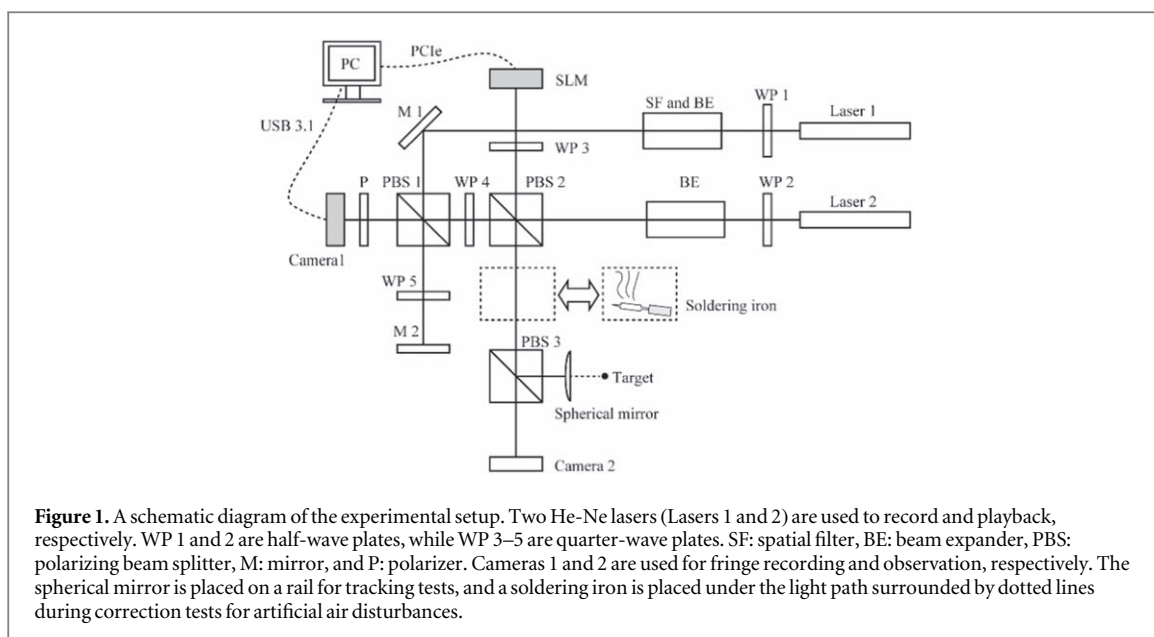 PCIe
PC
SLM
M 1
SF and BE
WP 1
Laser 1
USB 3.1
WP 3
P
PBS 1
WP 4
PBS 2
BE
WP 2
Laser 2
Camera1
WP 5
Soldering iron
M 2
PBS 3
Target
Spherical mirror
Camera 2
Figure 1. A schematic diagram of the experimental setup. Two He-Ne lasers (Lasers 1 and 2) are used to record and playback,
respectively. WP 1 and 2 are half-wave plates, while WP 3–5 are quarter-wave plates. SF: spatial filter, BE: beam expander, PBS:
polarizing beam splitter, M: mirror, and P: polarizer. Cameras 1 and 2 are used for fringe recording and observation, respectively. The
spherical mirror is placed on a rail for tracking tests, and a soldering iron is placed under the light path surrounded by dotted lines
during correction tests for artificial air disturbances.